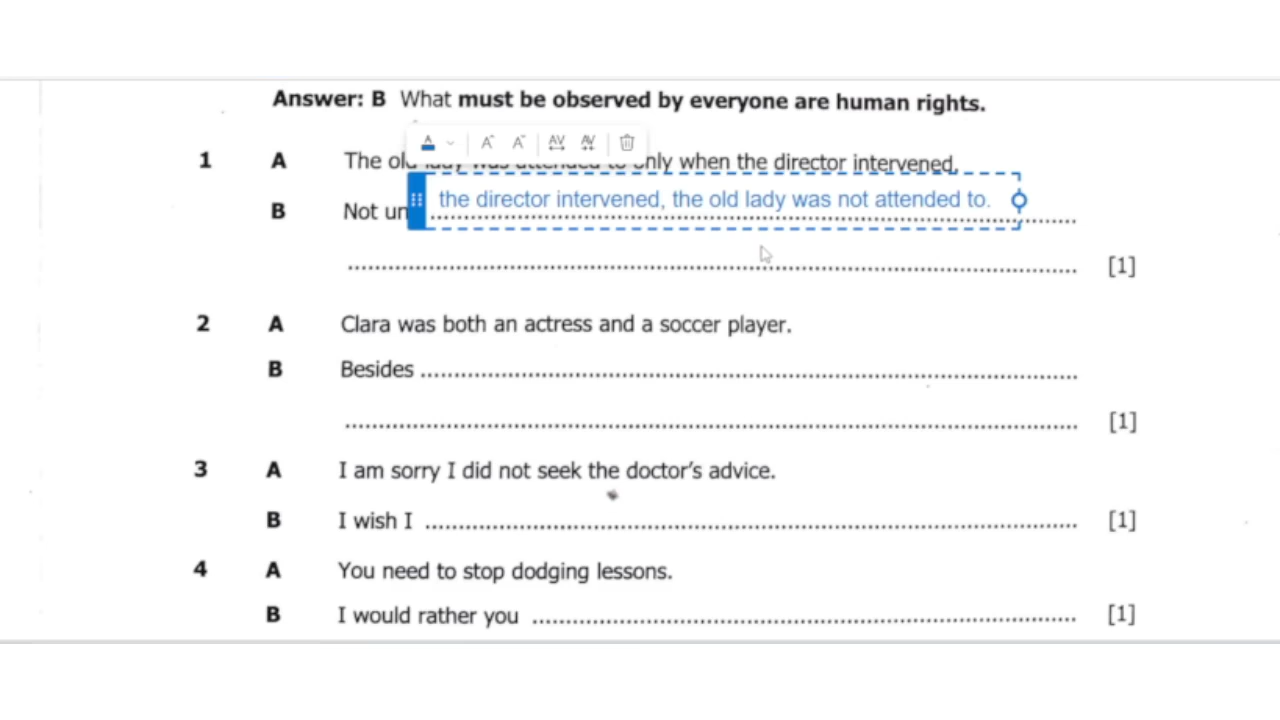 Answer: B What must be observed by everyone are human rights.
A A^ A˅ AV AV
1 A The old lady was attended to only when the director intervened.
B Not un the director intervened, the old lady was not attended to.
[1]
2 A Clara was both an actress and a soccer player.
B Besides
[1]
3 A I am sorry I did not seek the doctor's advice.
B I wish I [1]
4 A You need to stop dodging lessons.
B I would rather you [1]